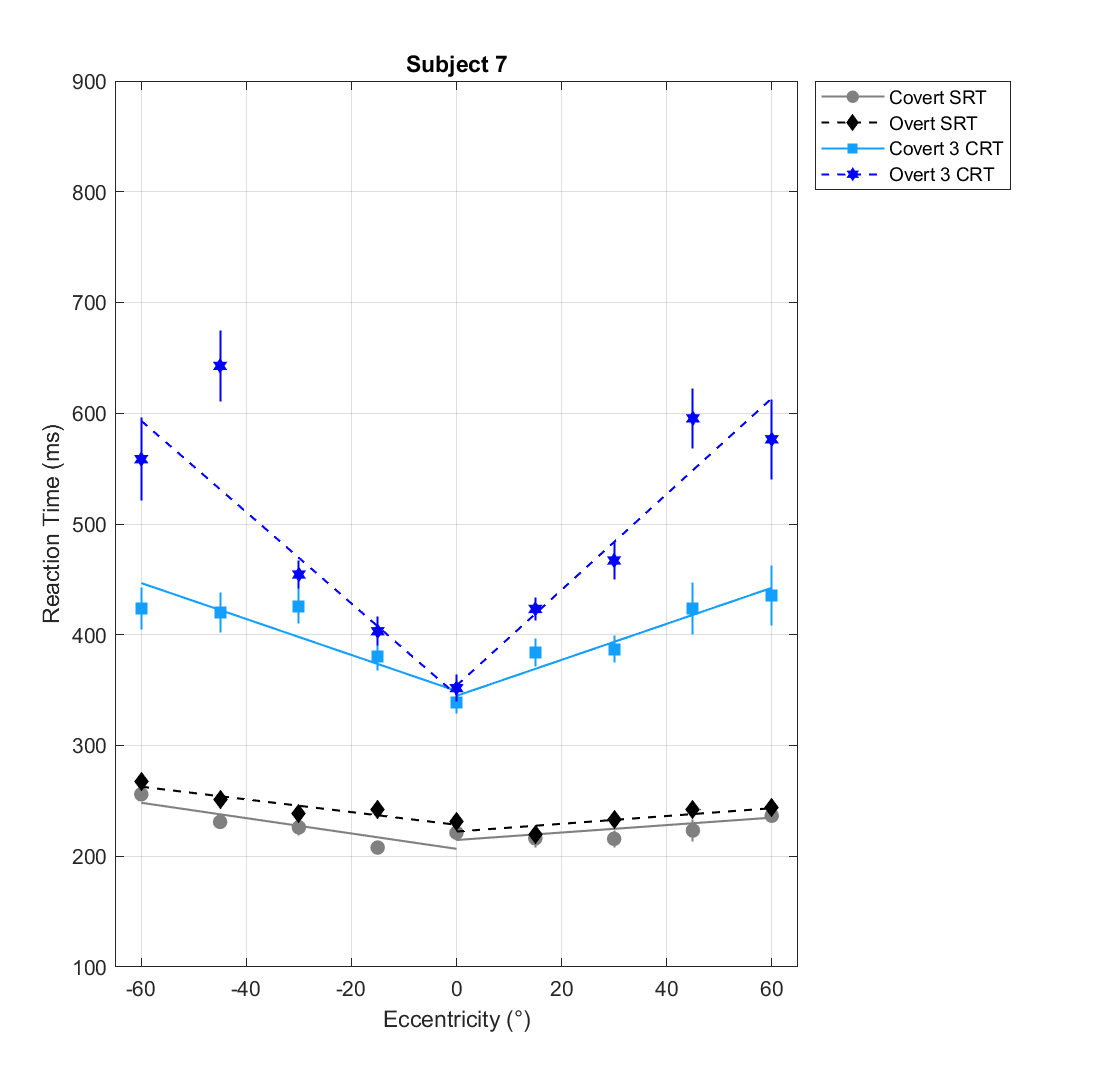 Subject 7
900
800
700
600
500
400
300
200
100
Reaction Time (ms)
-60 -40 -20 0 20 40 60
Eccentricity (°)
Covert SRT
Overt SRT
Covert 3 CRT
Overt 3 CRT